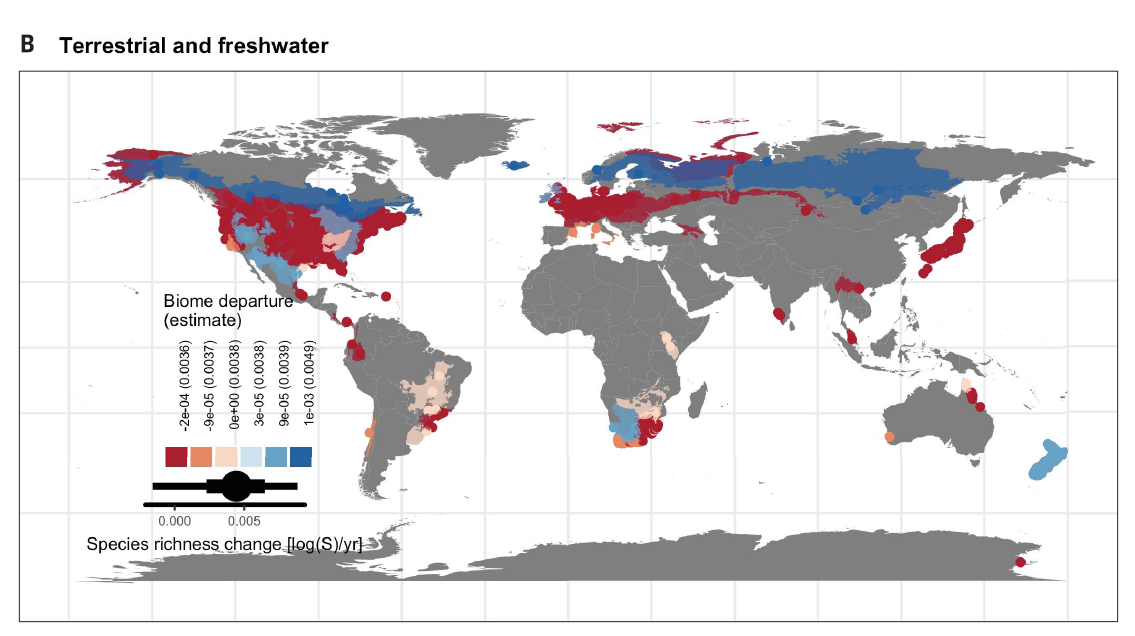 B Terrestrial and freshwater
Biome departure
(estimate)
-2e-04 (0.0036)
-9e-05 (0.0037)
0e+00 (0.0038)
3e-05 (0.0038)
9e-05 (0.0039)
1e-03 (0.0049)
0.000 0.005
Species richness change [log(S)/yr]